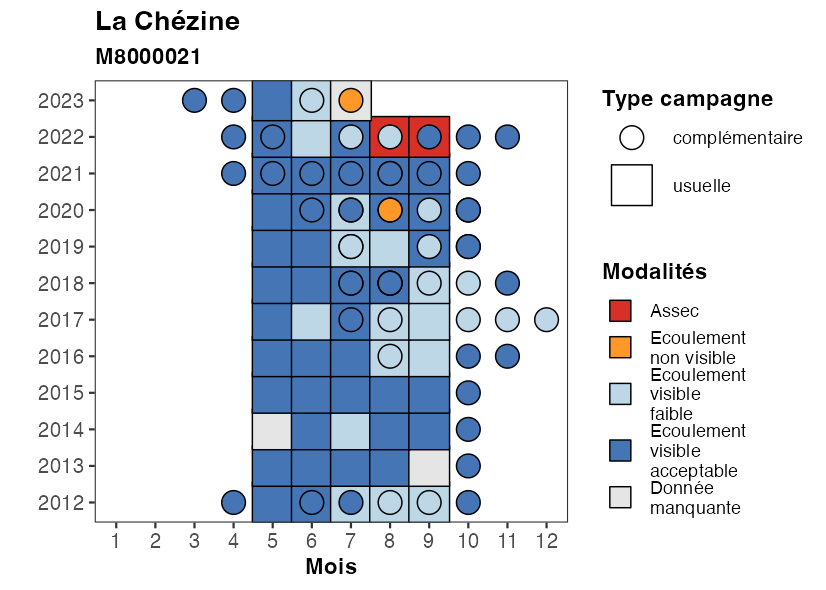 La Chézine
M8000021
2023
2022
2021
2020
2019
2018
2017
2016
2015
2014
2013
2012
1 2 3 4 5 6 7 8 9 10 11 12
Mois
Type campagne
complémentaire
usuelle
Modalités
Assec
Ecoulement
non visible
Ecoulement
visible
faible
Ecoulement
visible
acceptable
Donnée
manquante